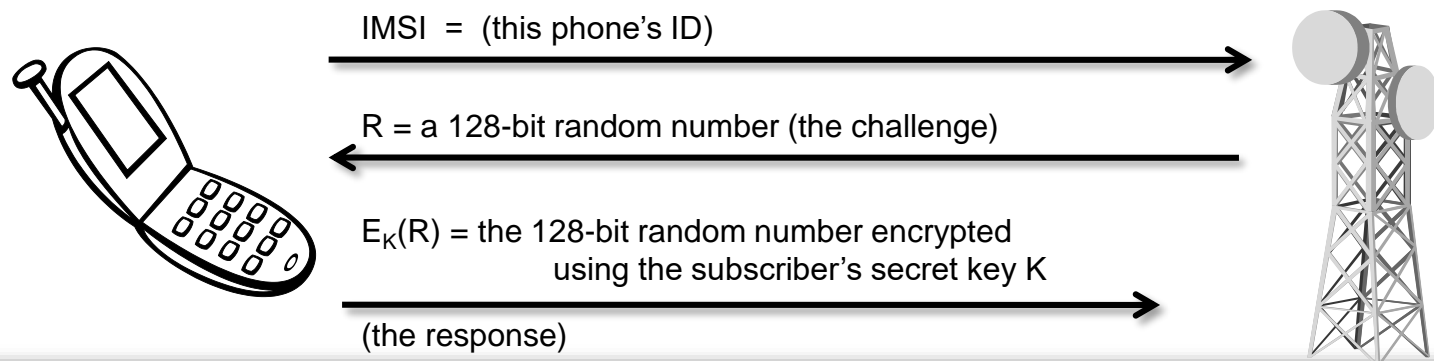 IMSI = (this phone's ID)
R = a 128-bit random number (the challenge)
E_K(R) = the 128-bit random number encrypted
using the subscriber's secret key K
(the response)